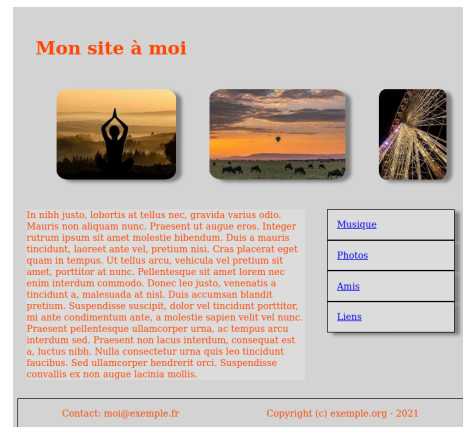 Mon site à moi
In nibh justo, lobortis at tellus nec, gravida varius odio.
Mauris non aliquam nunc. Praesent ut augue eros. Integer
rutrum ipsum sit amet molestie bibendum. Duis a mauris
tincidunt, laoreet ante vel, pretium nisi. Cras placerat eget
quam in tempus. Ut tellus arcu, vehicula vel pretium sit
amet, porttitor at nunc. Pellentesque sit amet lorem nec
enim interdum commodo. Donec leo justo, venenatis a
tincidunt a, malesuada at nisl. Duis accumsan blandit
pretium. Suspendisse suscipit, dolor vel tincidunt porttitor,
mi ante condimentum ante, a molestie sapien velit vel nunc.
Praesent pellentesque ullamcorper urna, ac tempus arcu
interdum sed. Praesent non lacus interdum, consequat est
a, luctus nibh. Nulla consectetur urna quis leo tincidunt
faucibus. Sed ullamcorper hendrerit orci. Suspendisse
convallis ex non augue lacinia mollis.
Musique
Photos
Amis
Liens
Contact: moi@exemple.fr
Copyright (c) exemple.org - 2021